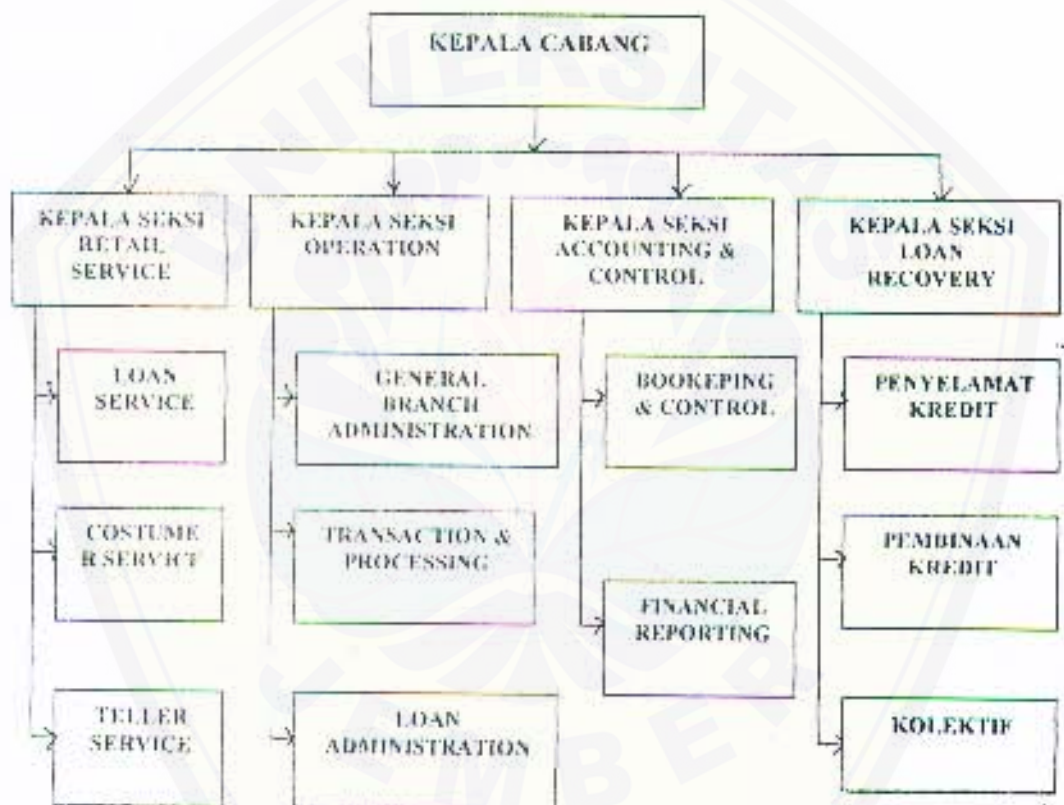 KEPALA CABANG
KEPALA SEKSI
RETAIL
SERVICE
KEPALA SEKSI
OPERATION
KEPALA SEKSI
ACCOUNTING &
CONTROL
KEPALA SEKSI
LOAN
RECOVERY
LOAN
SERVICE
GENERAL
BRANCH
ADMINISTRATION
BOOKEPING
& CONTROL
PENYELAMAT
KREDIT
COSTUME
R SERVICE
TRANSACTION &
PROCESSING
FINANCIAL
REPORTING
PEMBINAAN
KREDIT
TELLER
SERVICE
LOAN
ADMINISTRATION
KOLEKTIF
UNIVERSITAS
JEMBER